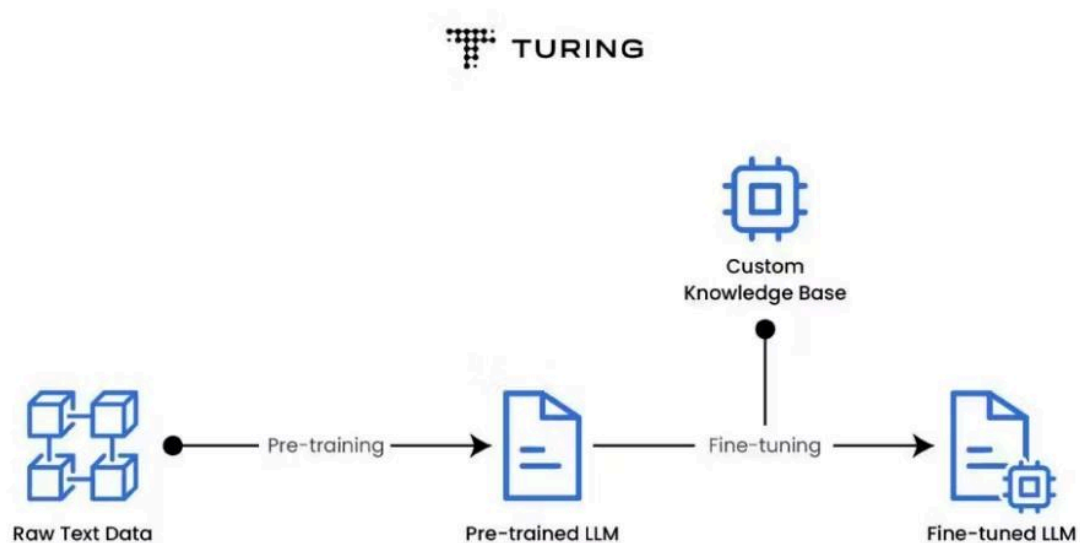 TURING
Custom
Knowledge Base
Pre-training
Fine-tuning
Raw Text Data
Pre-trained LLM
Fine-tuned LLM